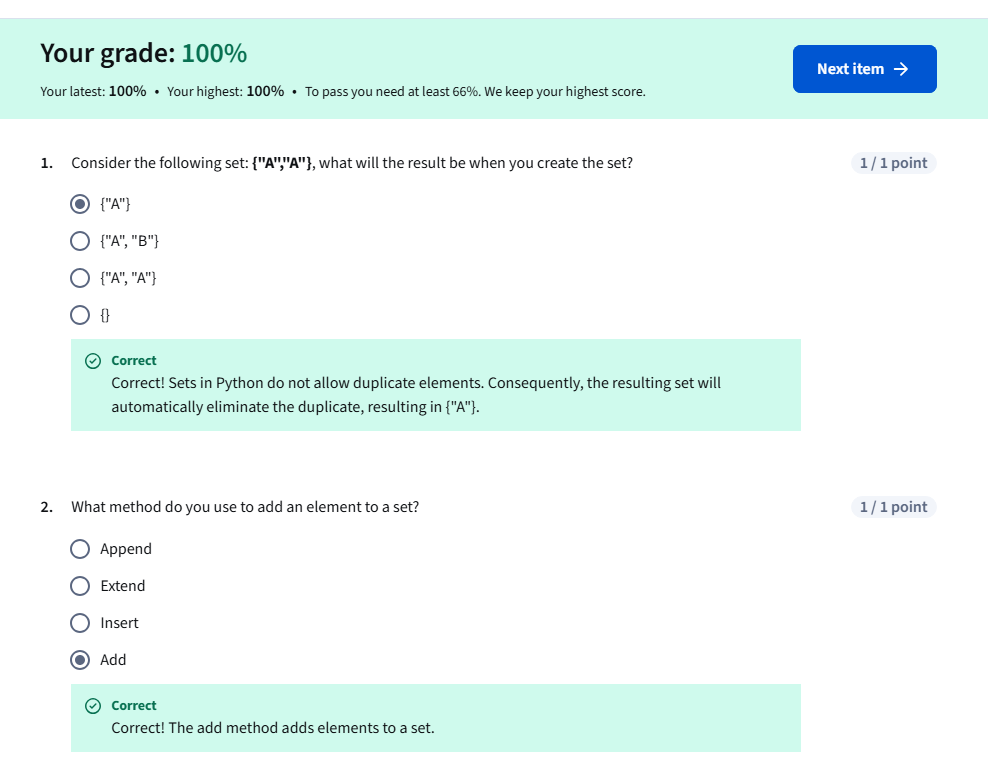 Your grade: 100%
Next item →
Your latest: 100% • Your highest: 100% • To pass you need at least 66%. We keep your highest score.
1. Consider the following set: {"A","A"}, what will the result be when you create the set?
1 / 1 point
{"A"}
{"A", "B"}
{"A", "A"}
{}
Correct
Correct! Sets in Python do not allow duplicate elements. Consequently, the resulting set will
automatically eliminate the duplicate, resulting in {"A"}.
2. What method do you use to add an element to a set?
1 / 1 point
Append
Extend
Insert
Add
Correct
Correct! The add method adds elements to a set.